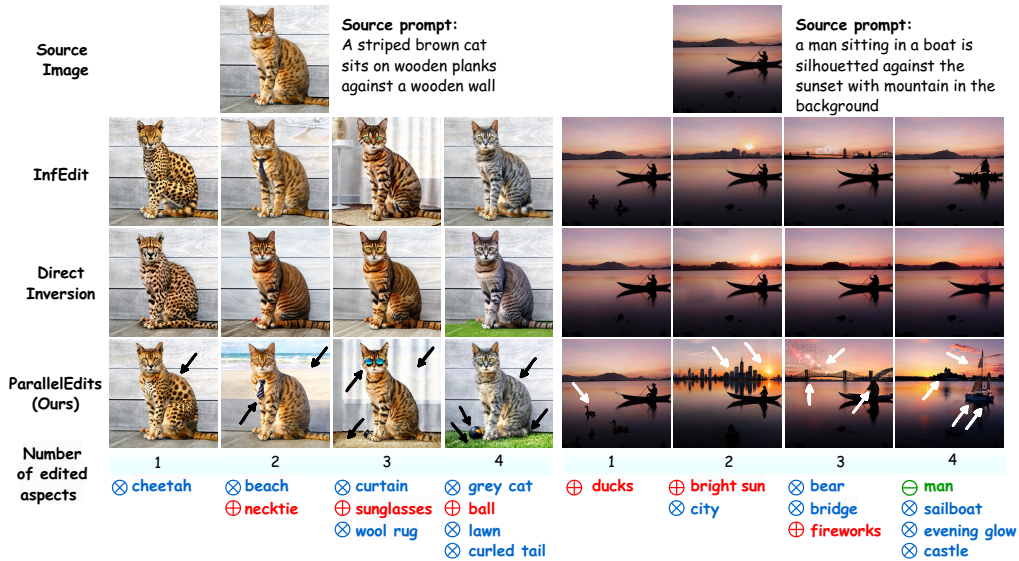 Source
Image
Source prompt:
A striped brown cat
sits on wooden planks
against a wooden wall
Source prompt:
a man sitting in a boat is
silhouetted against the
sunset with mountain in the
background
InfEdit
Direct
Inversion
ParallelEdits
(Ours)
Number
of edited
aspects
1 2 3 4 1 2 3 4
⊗ cheetah ⊗ beach ⊗ curtain ⊗ grey cat ⊕ ducks ⊕ bright sun ⊗ bear ⊖ man
⊕ necktie ⊕ sunglasses ⊕ ball ⊗ city ⊗ bridge ⊗ sailboat
⊗ wool rug ⊗ lawn ⊕ fireworks ⊗ evening glow
⊗ curled tail ⊗ castle